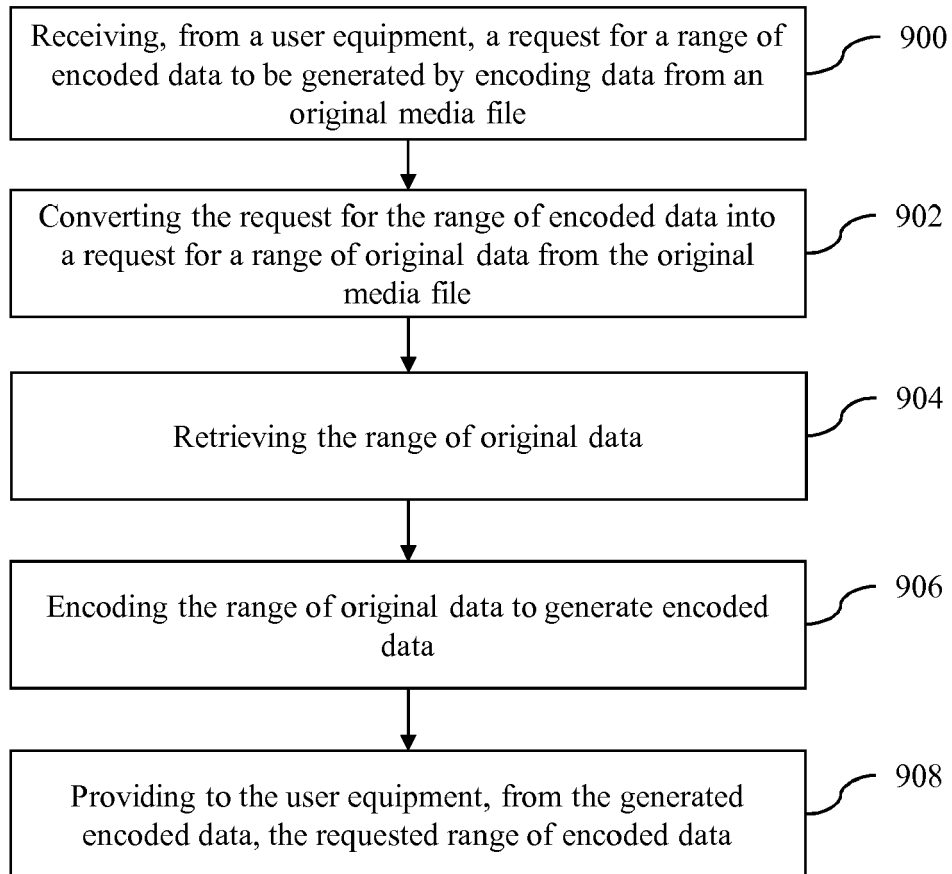 Receiving, from a user equipment, a request for a range of
encoded data to be generated by encoding data from an
original media file
900
Converting the request for the range of encoded data into
a request for a range of original data from the original
media file
902
Retrieving the range of original data
904
Encoding the range of original data to generate encoded
data
906
Providing to the user equipment, from the generated
encoded data, the requested range of encoded data
908